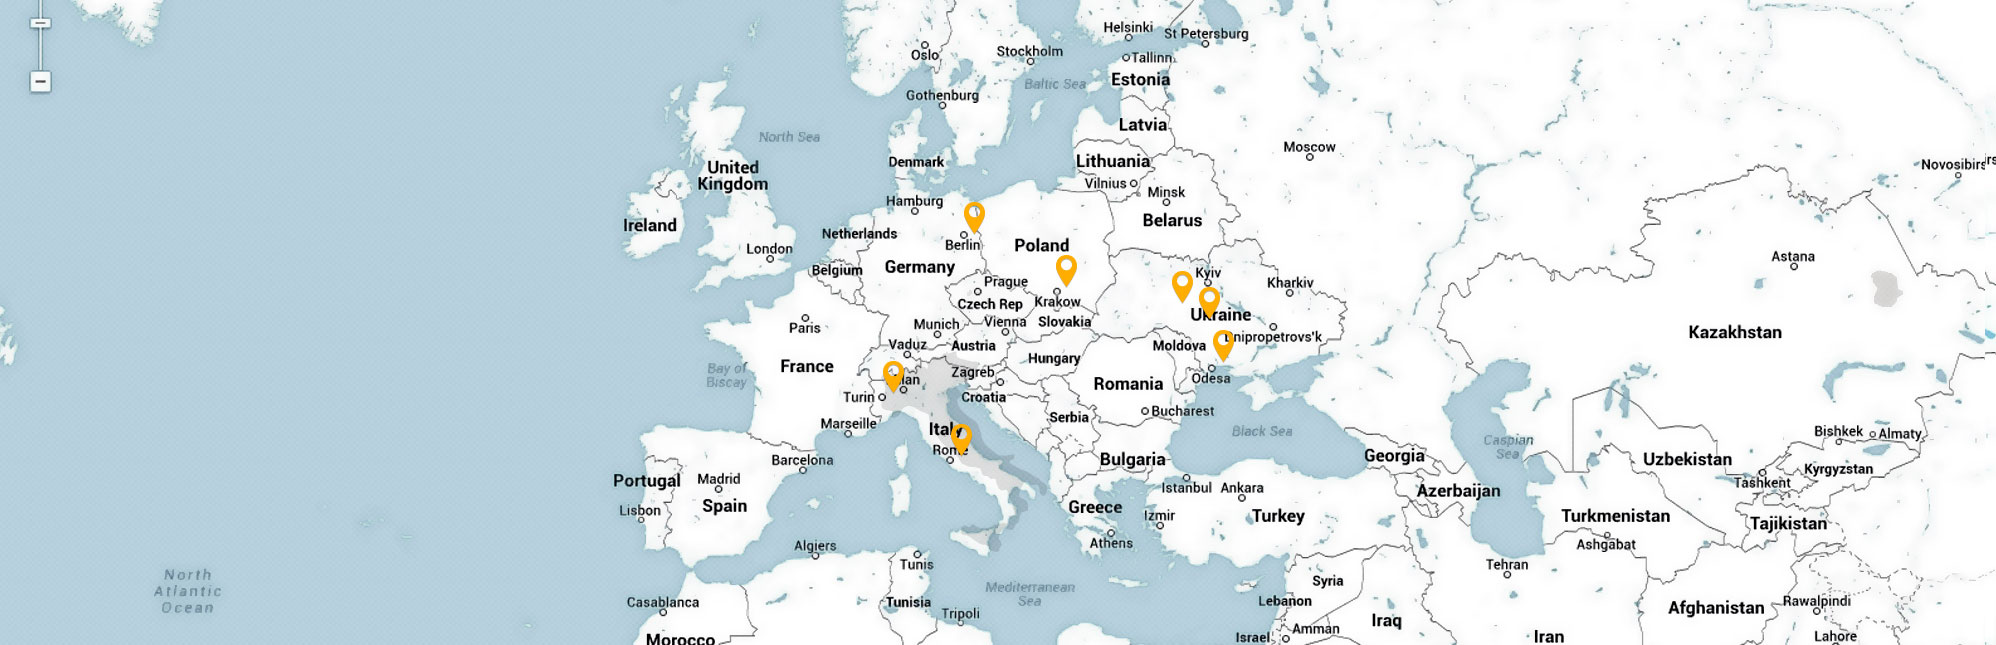 Helsinki
St Petersburg
Oslo
Stockholm
Tallinn
Baltic Sea
Estonia
Gothenburg
Latvia
North Sea
Moscow
Denmark
Lithuania
Novosibirs
United
Kingdom
Vilnius
Minsk
Hamburg
Belarus
Ireland
Netherlands
Berlin
Poland
London
Astana
Belgium
Germany
Kyiv
Prague
Kharkiv
Czech Rep
Krakow
Ukraine
Paris
Munich
Vienna
Slovakia
Kazakhstan
Vaduz
Austria
Moldova
Hungary
France
Bay of
Biscay
Zagreb
Odesa
Romania
Turin
Croatia
Serbia
Bucharest
Marseille
Italy
Black Sea
Bishkek
Almaty
Caspian
Sea
Rome
Barcelona
Bulgaria
Georgia
Uzbekistan
Kyrgyzstan
Portugal
Madrid
Istanbul
Ankara
Azerbaijan
Tashkent
Spain
Greece
Lisbon
Izmir
Turkey
Turkmenistan
Tajikistan
Athens
Algiers
Ashgabat
Tunis
Tehran
North
Atlantic
Ocean
Mediterranean
Sea
Syria
Casablanca
Tunisia
Lebanon
Rawalpindi
Tripoli
Afghanistan
Iraq
Amman
Morocco
Israel
Iran
Lahore